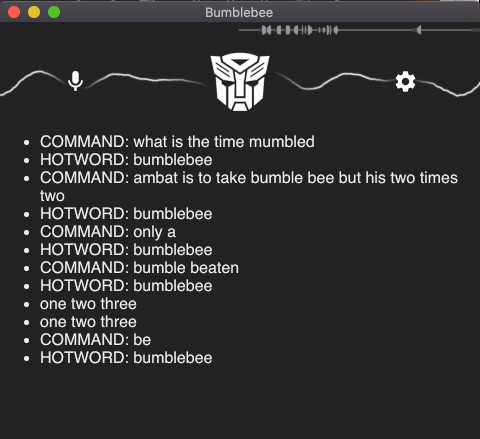 Bumblebee
COMMAND: what is the time mumbled
HOTWORD: bumblebee
COMMAND: ambat is to take bumble bee but his two times
two
HOTWORD: bumblebee
COMMAND: only a
HOTWORD: bumblebee
COMMAND: bumble beaten
HOTWORD: bumblebee
one two three
one two three
COMMAND: be
HOTWORD: bumblebee